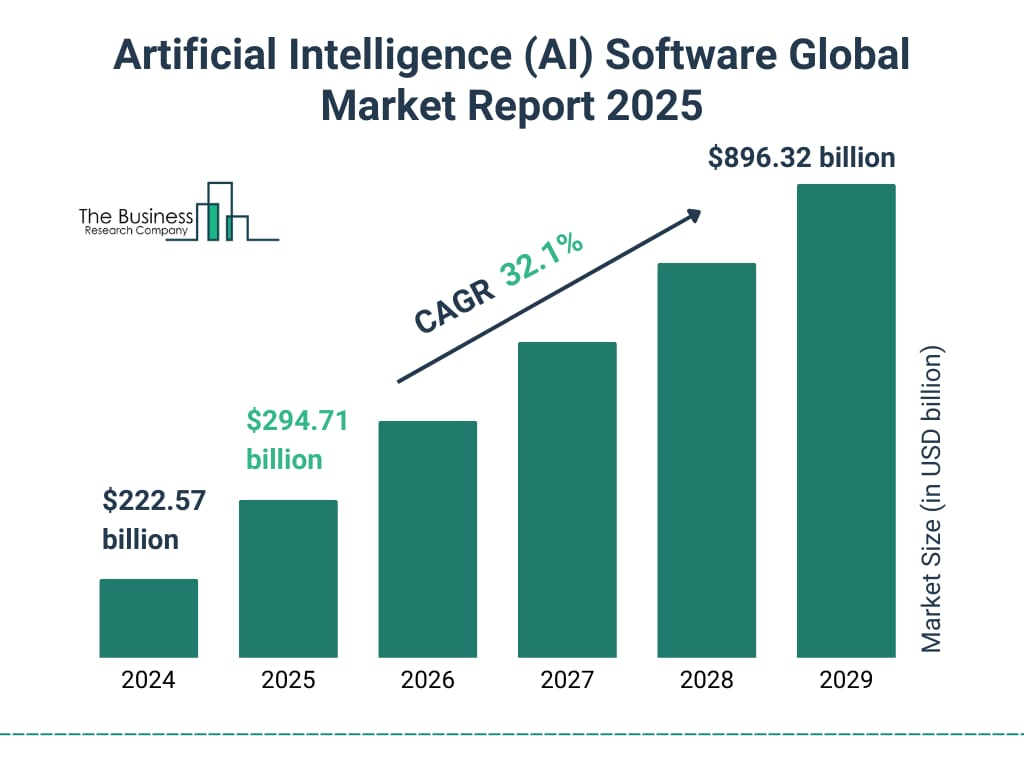 Artificial Intelligence (AI) Software Global
Market Report 2025
The Business
Research Company
$896.32 billion
CAGR 32.1%
$294.71
billion
$222.57
billion
Market Size (in USD billion)
2024 2025 2026 2027 2028 2029